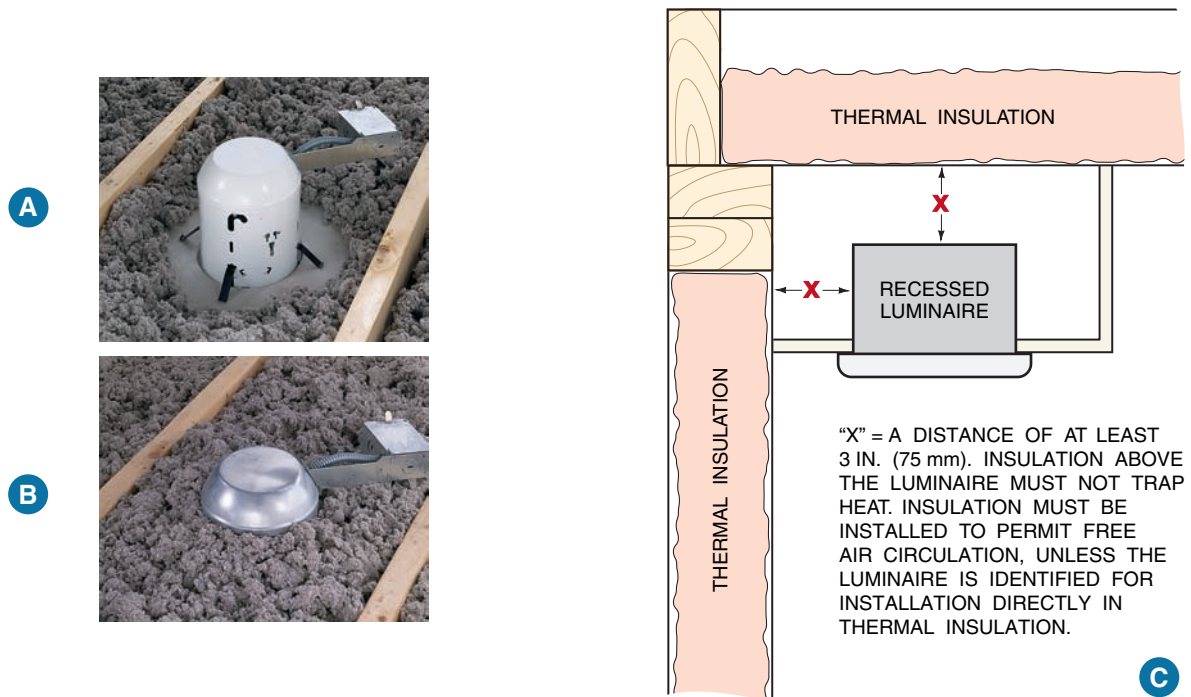 A
B
THERMAL INSULATION
X
X
RECESSED
LUMINAIRE
THERMAL INSULATION
“X” = A DISTANCE OF AT LEAST
3 IN. (75 mm). INSULATION ABOVE
THE LUMINAIRE MUST NOT TRAP
HEAT. INSULATION MUST BE
INSTALLED TO PERMIT FREE
AIR CIRCULATION, UNLESS THE
LUMINAIRE IS IDENTIFIED FOR
INSTALLATION DIRECTLY IN
THERMAL INSULATION.
C